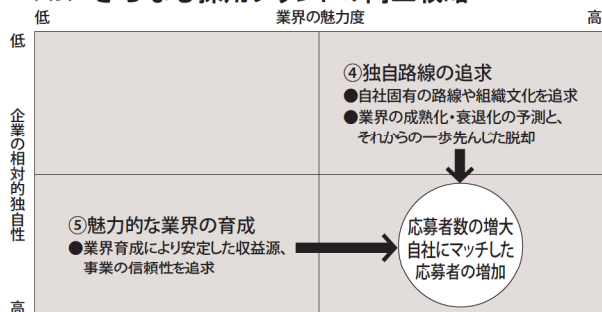 低
業界の魅力度
高
低
企業の相対的独自性
高
④独自路線の追求
●自社固有の路線や組織文化を追求
●業界の成熟化・衰退化の予測と、
それからの一歩先んじた脱却
⑤魅力的な業界の育成
●業界育成により安定した収益源、
事業の信頼性を追求
応募者数の増大
自社にマッチした
応募者の増加